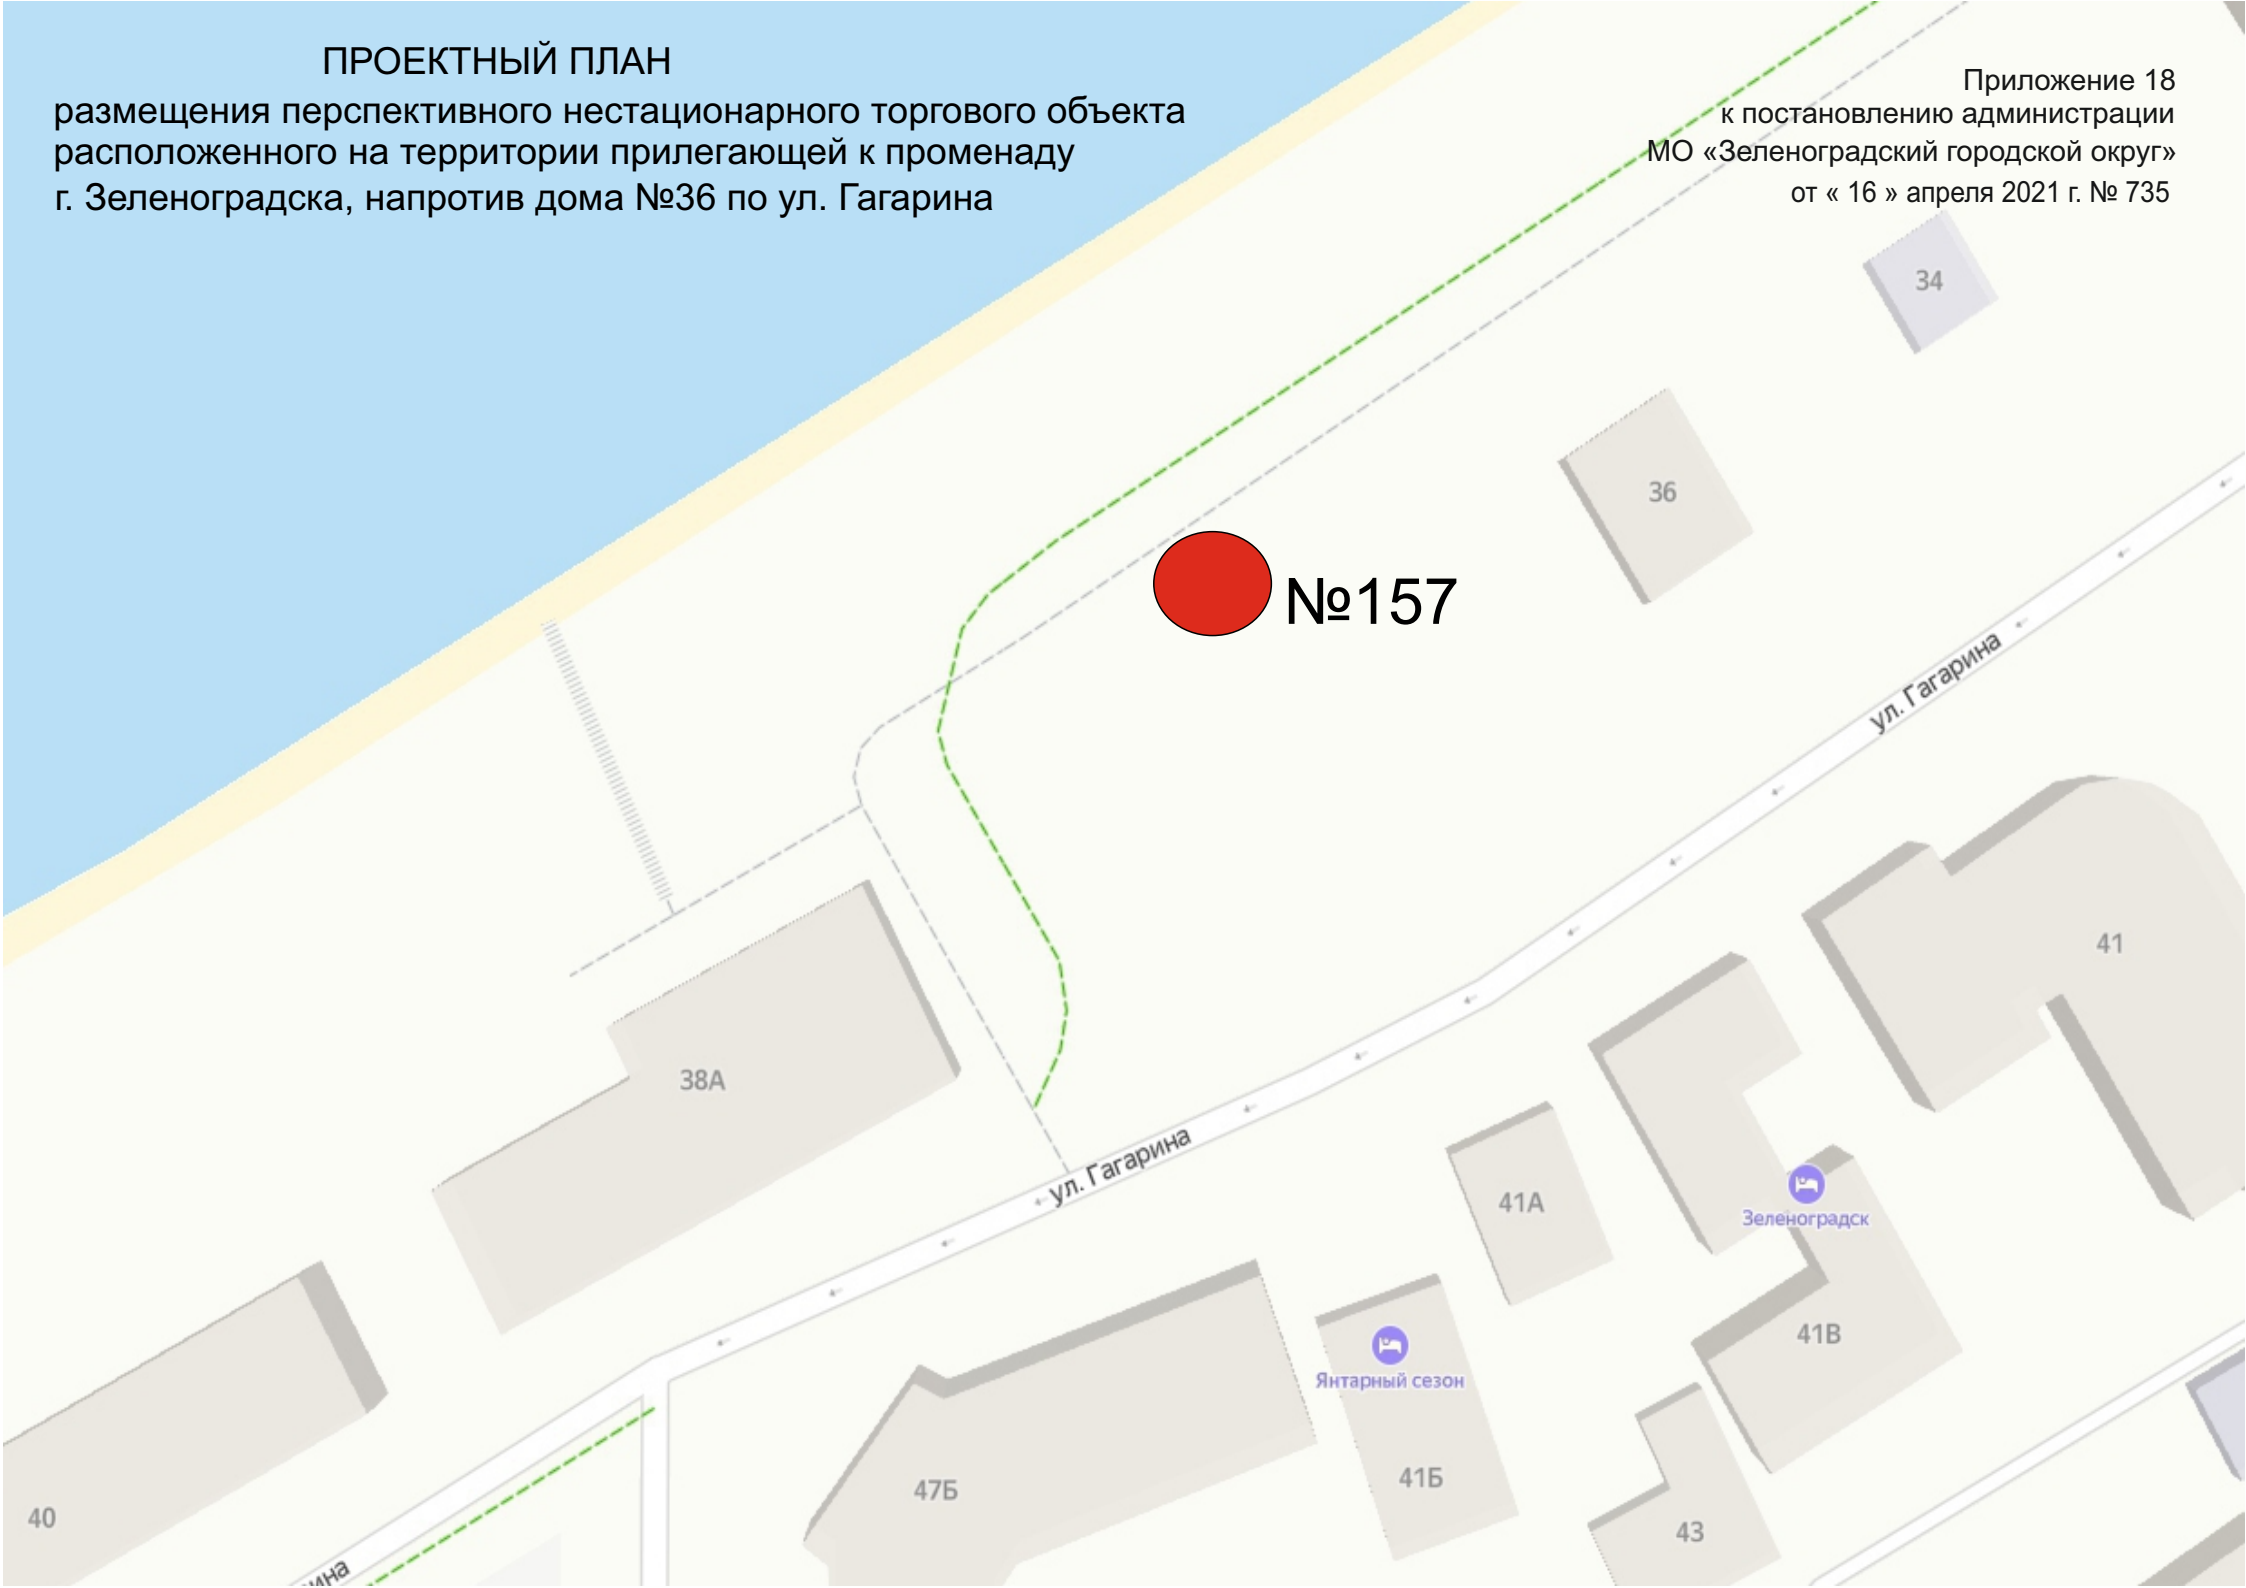 ПРОЕКТНЫЙ ПЛАН
размещения перспективного нестационарного торгового объекта
расположенного на территории прилегающей к променаду
г. Зеленоградска, напротив дома №36 по ул. Гагарина
Приложение 18
к постановлению администрации
МО «Зеленоградский городской округ»
от « 16 » апреля 2021 г. № 735
34
36
№157
ул. Гагарина
41
38А
ул. Гагарина
41А
Зеленоградск
41В
Янтарный сезон
41Б
47Б
40
43
ина